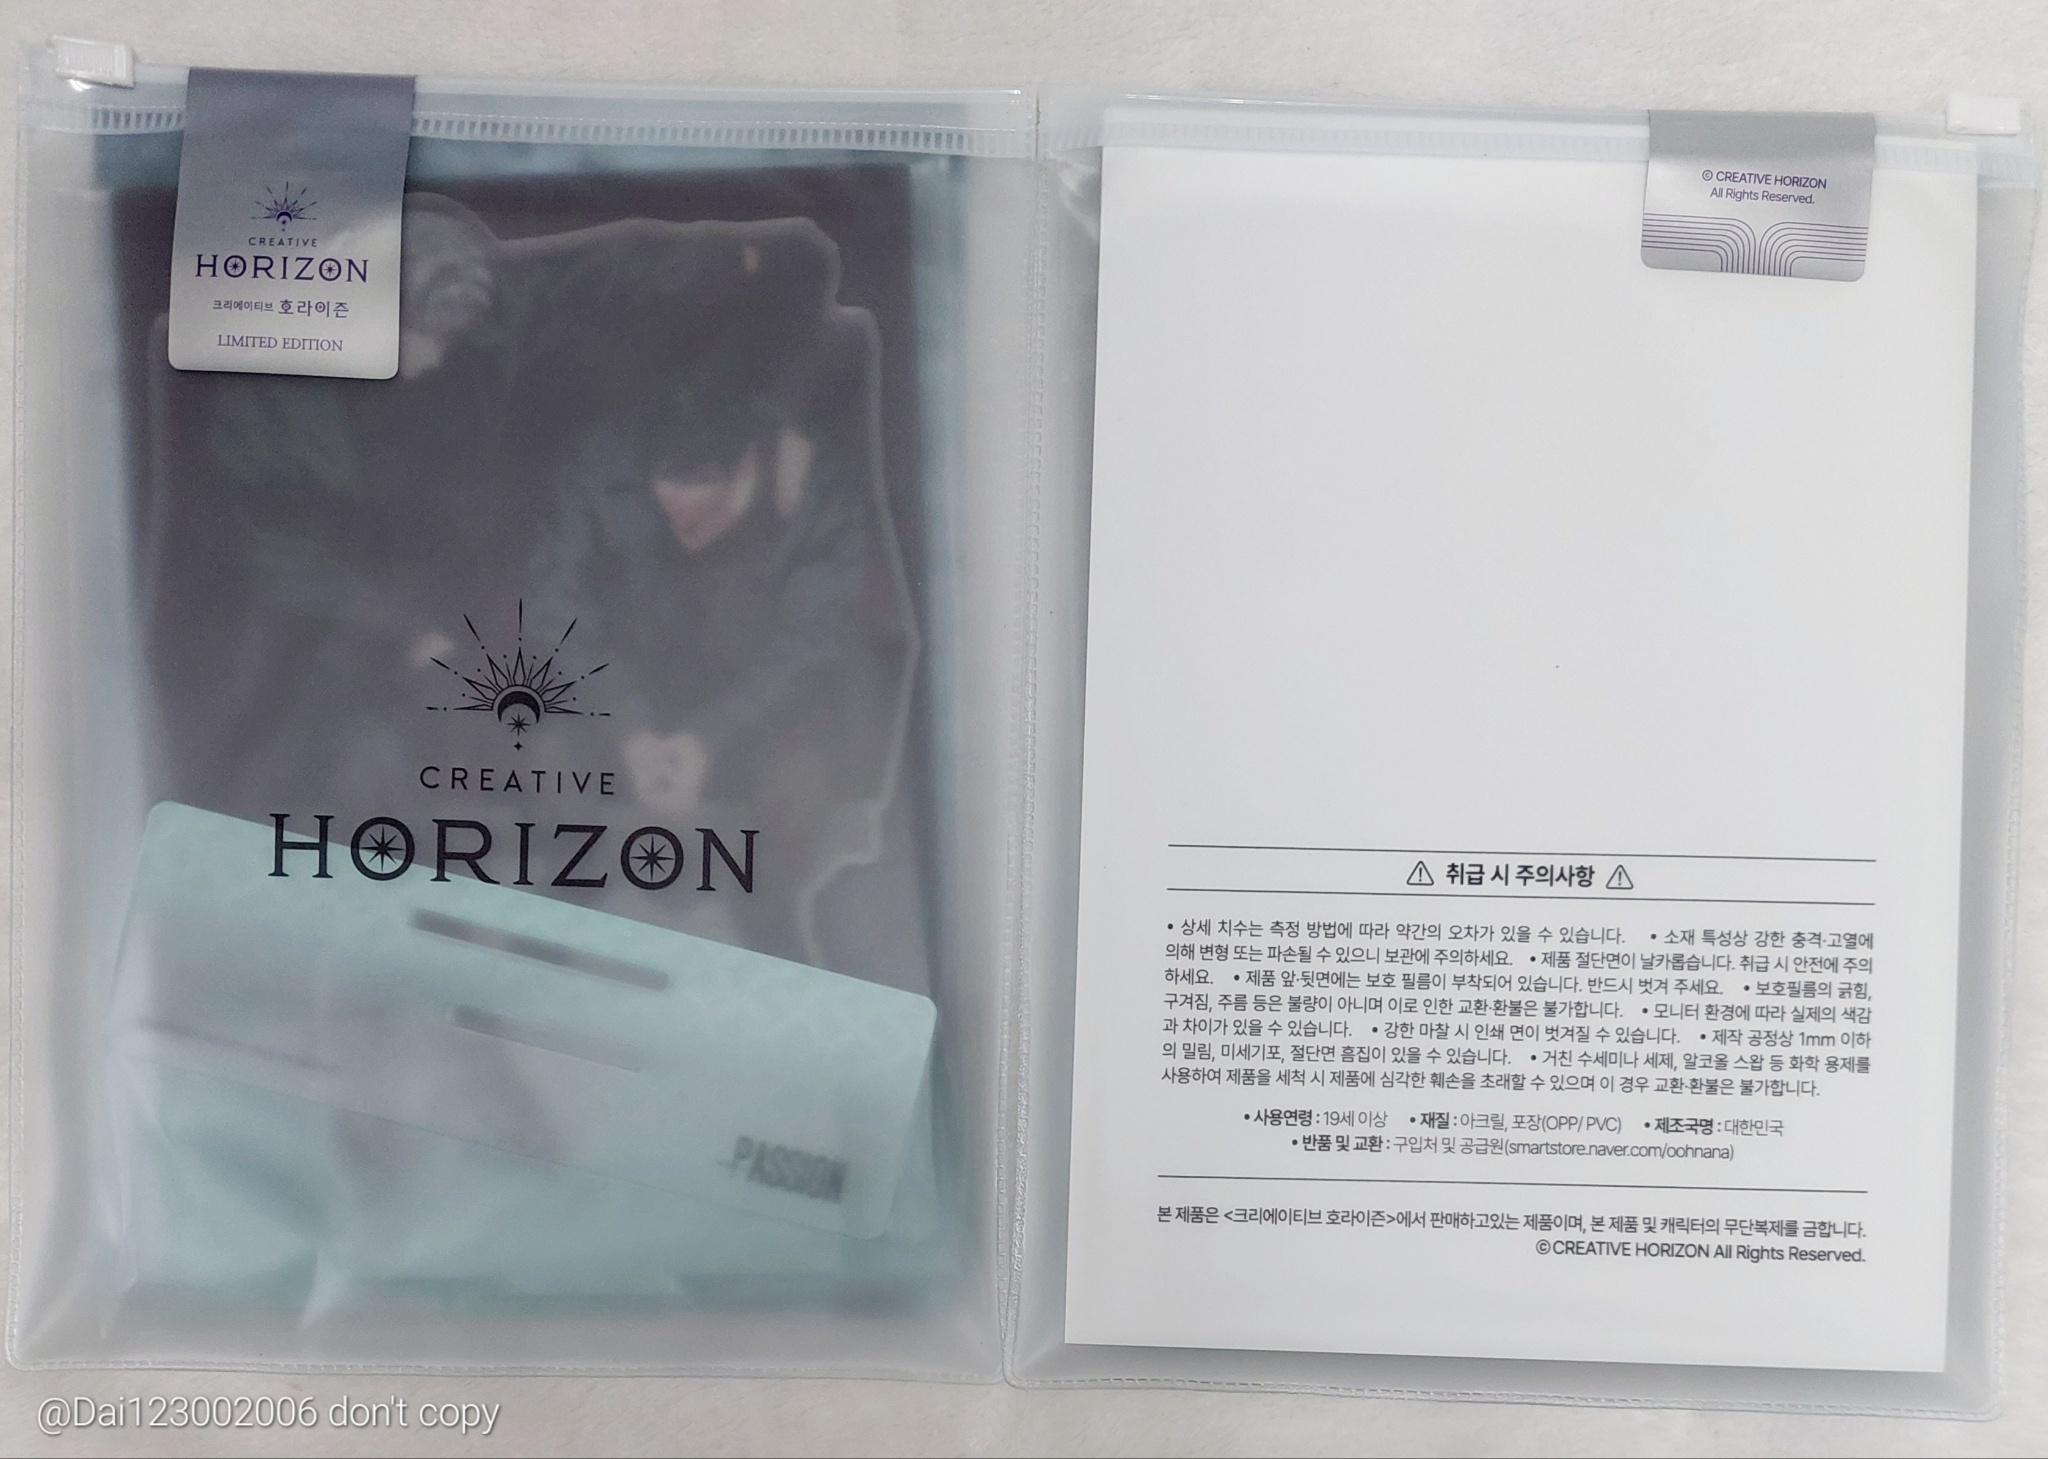 CREATIVE
HORIZON
크리에이티브 호라이즌
LIMITED EDITION
CREATIVE
HORIZON
PASSION
© CREATIVE HORIZON
All Rights Reserved.
취급 시 주의사항
• 상세 치수는 측정 방법에 따라 약간의 오차가 있을 수 있습니다. • 소재 특성상 강한 충격·고열에
의해 변형 또는 파손될 수 있으니 보관에 주의하세요. • 제품 절단면이 날카롭습니다. 취급 시 안전에 주의
하세요. • 제품 앞·뒷면에는 보호 필름이 부착되어 있습니다. 반드시 벗겨 주세요. • 보호필름의 긁힘,
구겨짐, 주름 등은 불량이 아니며 이로 인한 교환·환불은 불가합니다. • 모니터 환경에 따라 실제의 색감
과 차이가 있을 수 있습니다. • 강한 마찰 시 인쇄 면이 벗겨질 수 있습니다. • 제작 공정상 1mm 이하
의 밀림, 미세기포, 절단면 흠집이 있을 수 있습니다. • 거친 수세미나 세제, 알코올 스왑 등 화학 용제를
사용하여 제품을 세척 시 제품에 심각한 훼손을 초래할 수 있으며 이 경우 교환·환불은 불가합니다.
• 사용연령 : 19세 이상 • 재질 : 아크릴, 포장(OPP/ PVC) • 제조국명 : 대한민국
• 반품 및 교환 : 구입처 및 공급원(smartstore.naver.com/oohnana)
본 제품은 <크리에이티브 호라이즌>에서 판매하고있는 제품이며, 본 제품 및 캐릭터의 무단복제를 금합니다.
©CREATIVE HORIZON All Rights Reserved.
@Dai123002006 don't copy